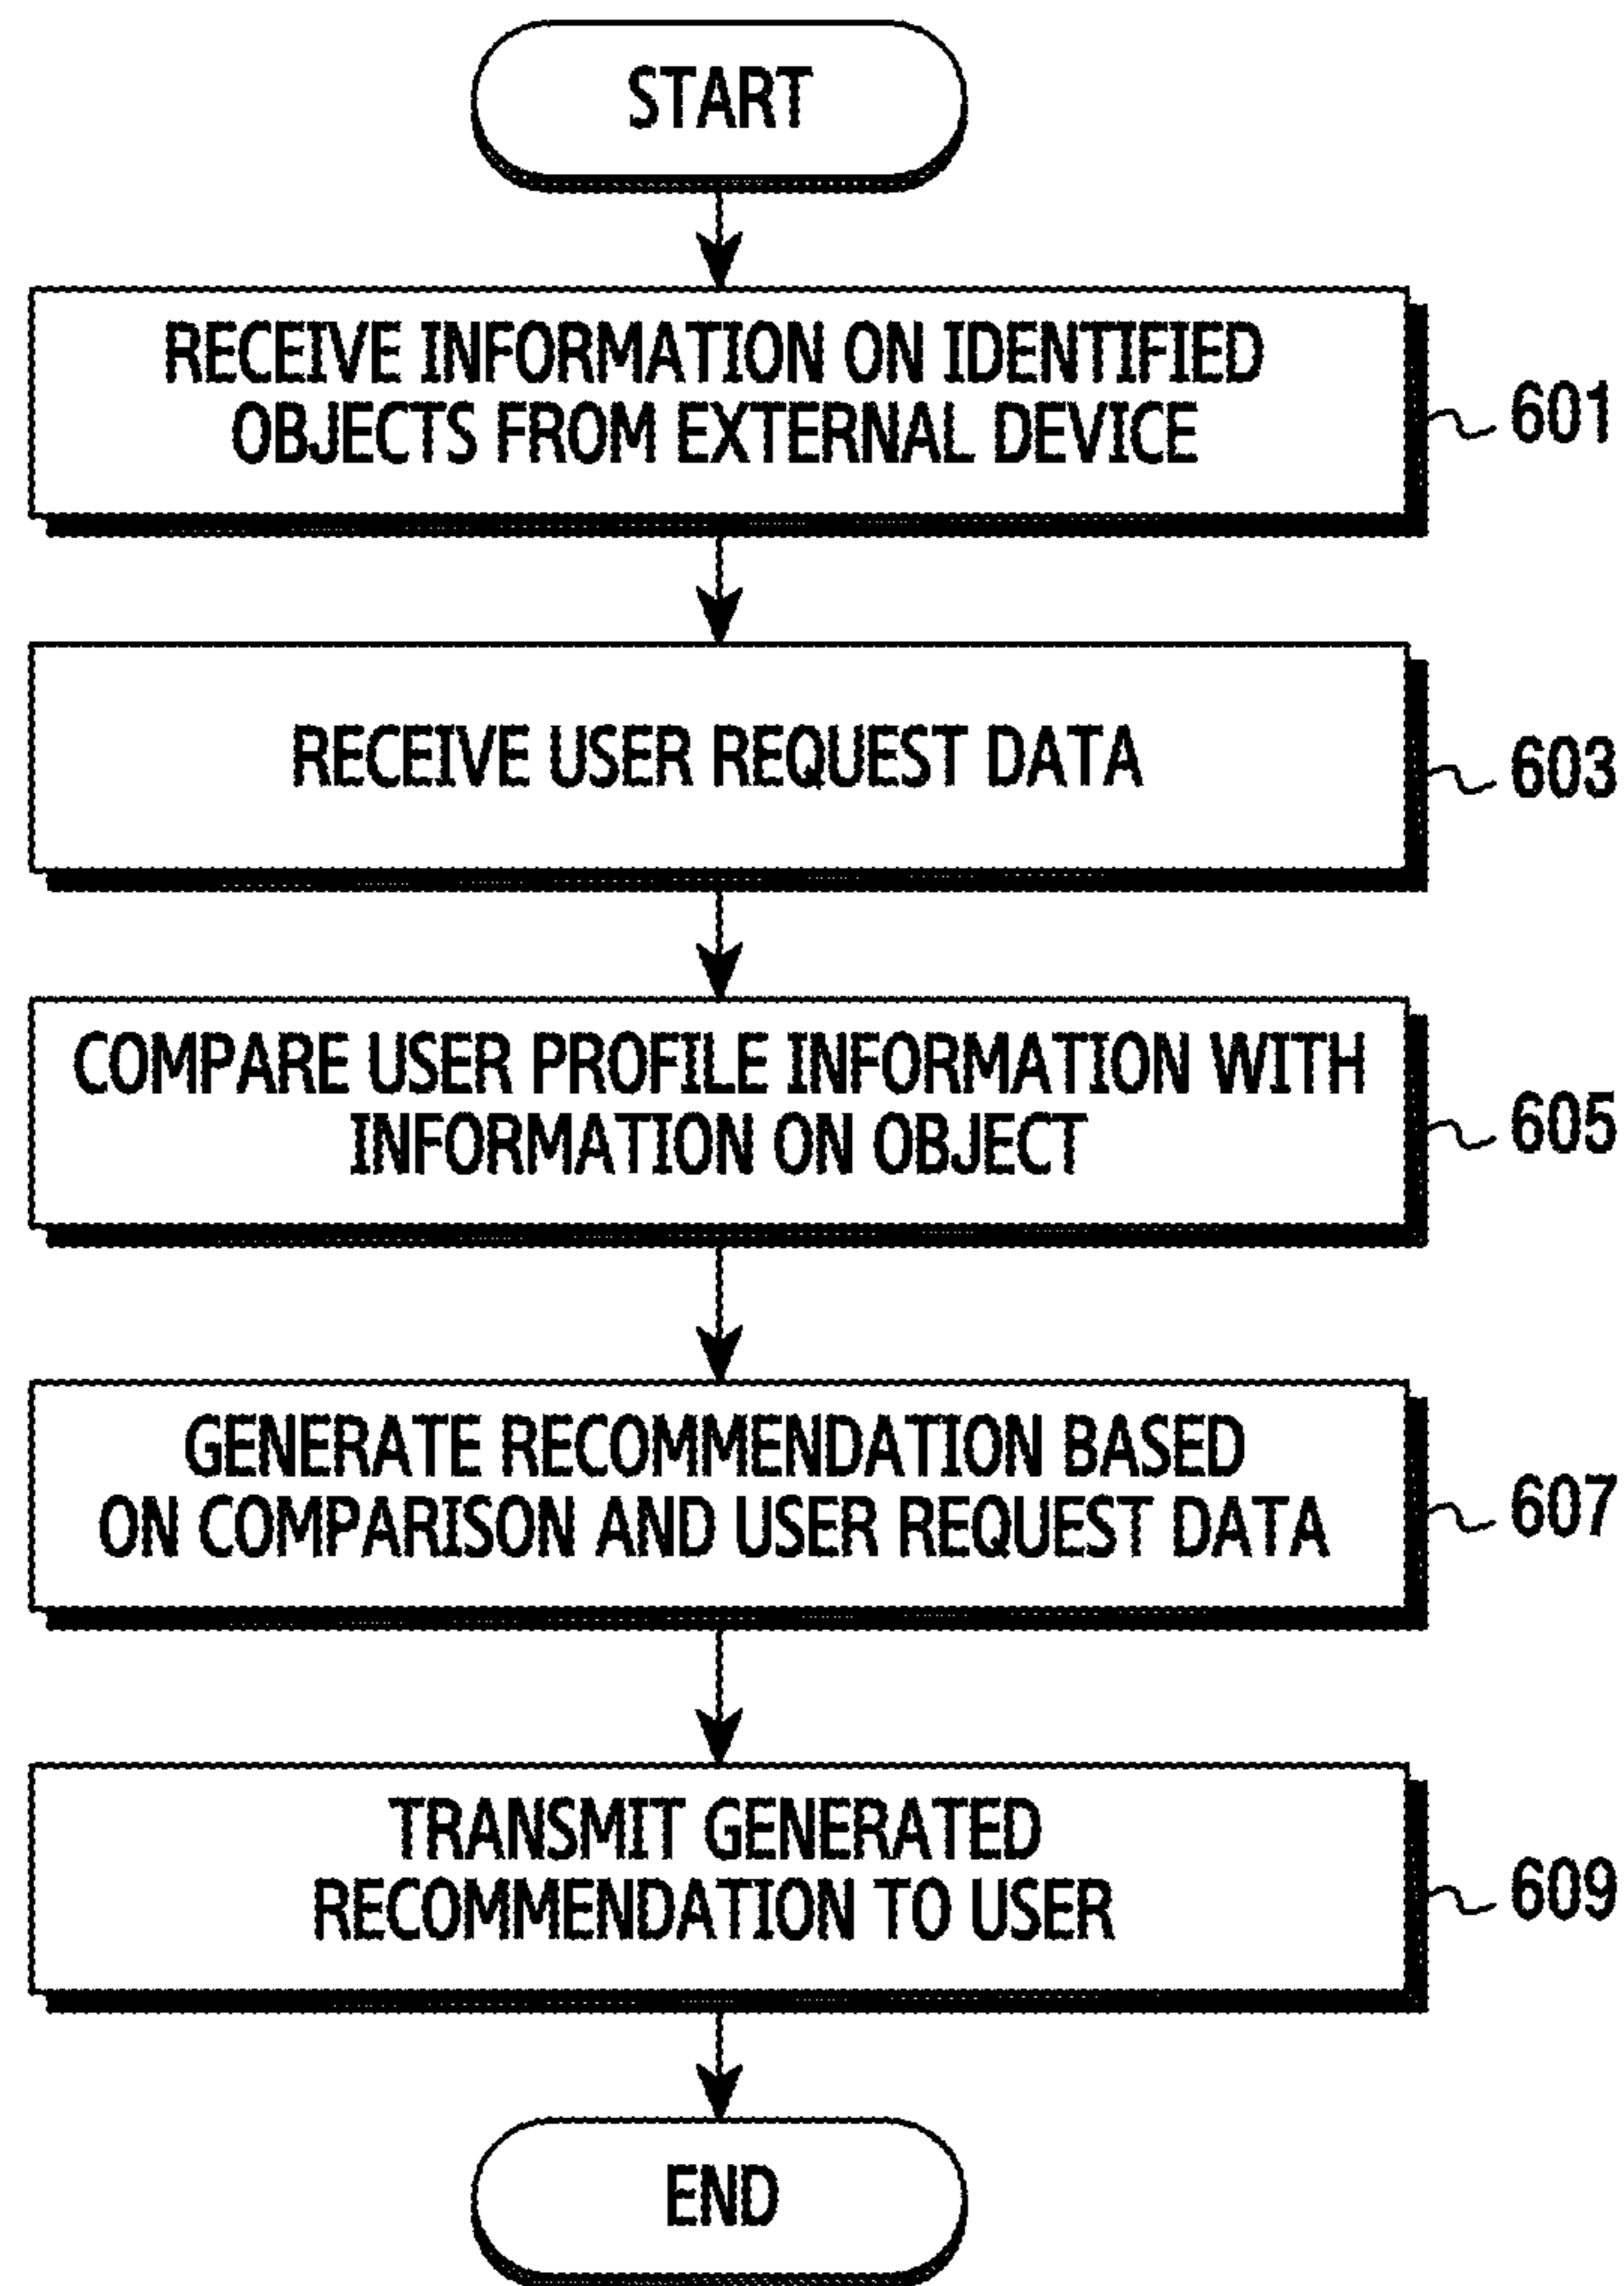 START
RECEIVE INFORMATION ON IDENTIFIED
OBJECTS FROM EXTERNAL DEVICE
601
RECEIVE USER REQUEST DATA
603
COMPARE USER PROFILE INFORMATION WITH
INFORMATION ON OBJECT
605
GENERATE RECOMMENDATION BASED
ON COMPARISON AND USER REQUEST DATA
607
TRANSMIT GENERATED
RECOMMENDATION TO USER
609
END